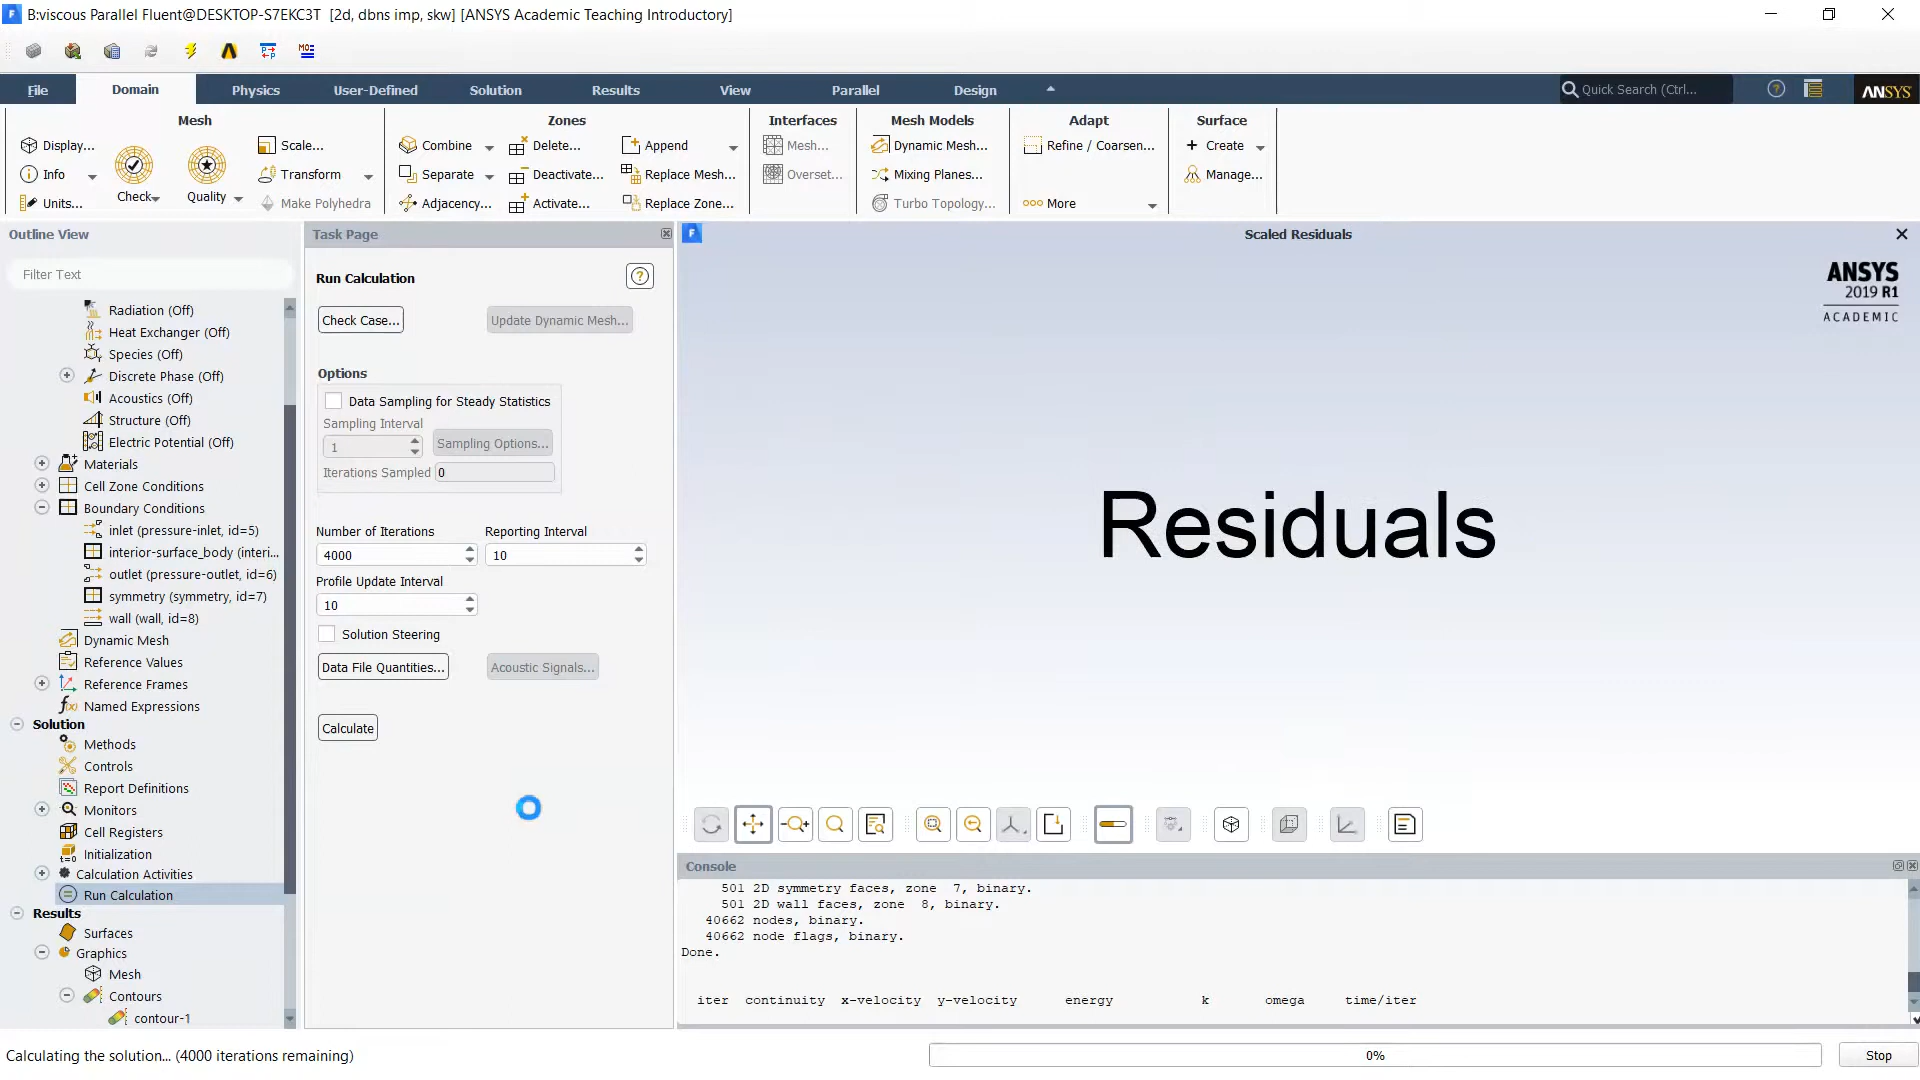 B:viscous Parallel Fluent@DESKTOP-S7EKC3T [2d, dbns imp, skw] [ANSYS Academic Teaching Introductory]
File Domain Physics User-Defined Solution Results View Parallel Design Quick Search (Ctrl... ANSYS
Mesh Zones Interfaces Mesh Models Adapt Surface
Display... Scale... Combine Delete... Append Mesh... Dynamic Mesh... Refine / Coarsen... Create
Info Transform Separate Deactivate... Replace Mesh... Overset... Mixing Planes... Manage...
Check Quality
Units... Make Polyhedra Adjacency... Activate... Replace Zone... Turbo Topology... More
Outline View
Filter Text
Radiation (Off)
Heat Exchanger (Off)
Species (Off)
Discrete Phase (Off)
Acoustics (Off)
Structure (Off)
Electric Potential (Off)
Materials
Cell Zone Conditions
Boundary Conditions
inlet (pressure-inlet, id=5)
interior-surface_body (interi...
outlet (pressure-outlet, id=6)
symmetry (symmetry, id=7)
wall (wall, id=8)
Dynamic Mesh
Reference Values
Reference Frames
Named Expressions
Solution
Methods
Controls
Report Definitions
Monitors
Cell Registers
Initialization
Calculation Activities
Run Calculation
Results
Surfaces
Graphics
Mesh
Contours
contour-1
Task Page
Run Calculation
Check Case... Update Dynamic Mesh...
Options
Data Sampling for Steady Statistics
Sampling Interval
1 Sampling Options...
Iterations Sampled 0
Number of Iterations Reporting Interval
4000 10
Profile Update Interval
10
Solution Steering
Data File Quantities... Acoustic Signals...
Calculate
Scaled Residuals
ANSYS
2019 R1
ACADEMIC
Residuals
Console
501 2D symmetry faces, zone 7, binary.
501 2D wall faces, zone 8, binary.
40662 nodes, binary.
40662 node flags, binary.
Done.
iter continuity x-velocity y-velocity energy k omega time/iter
Calculating the solution... (4000 iterations remaining) 0% Stop